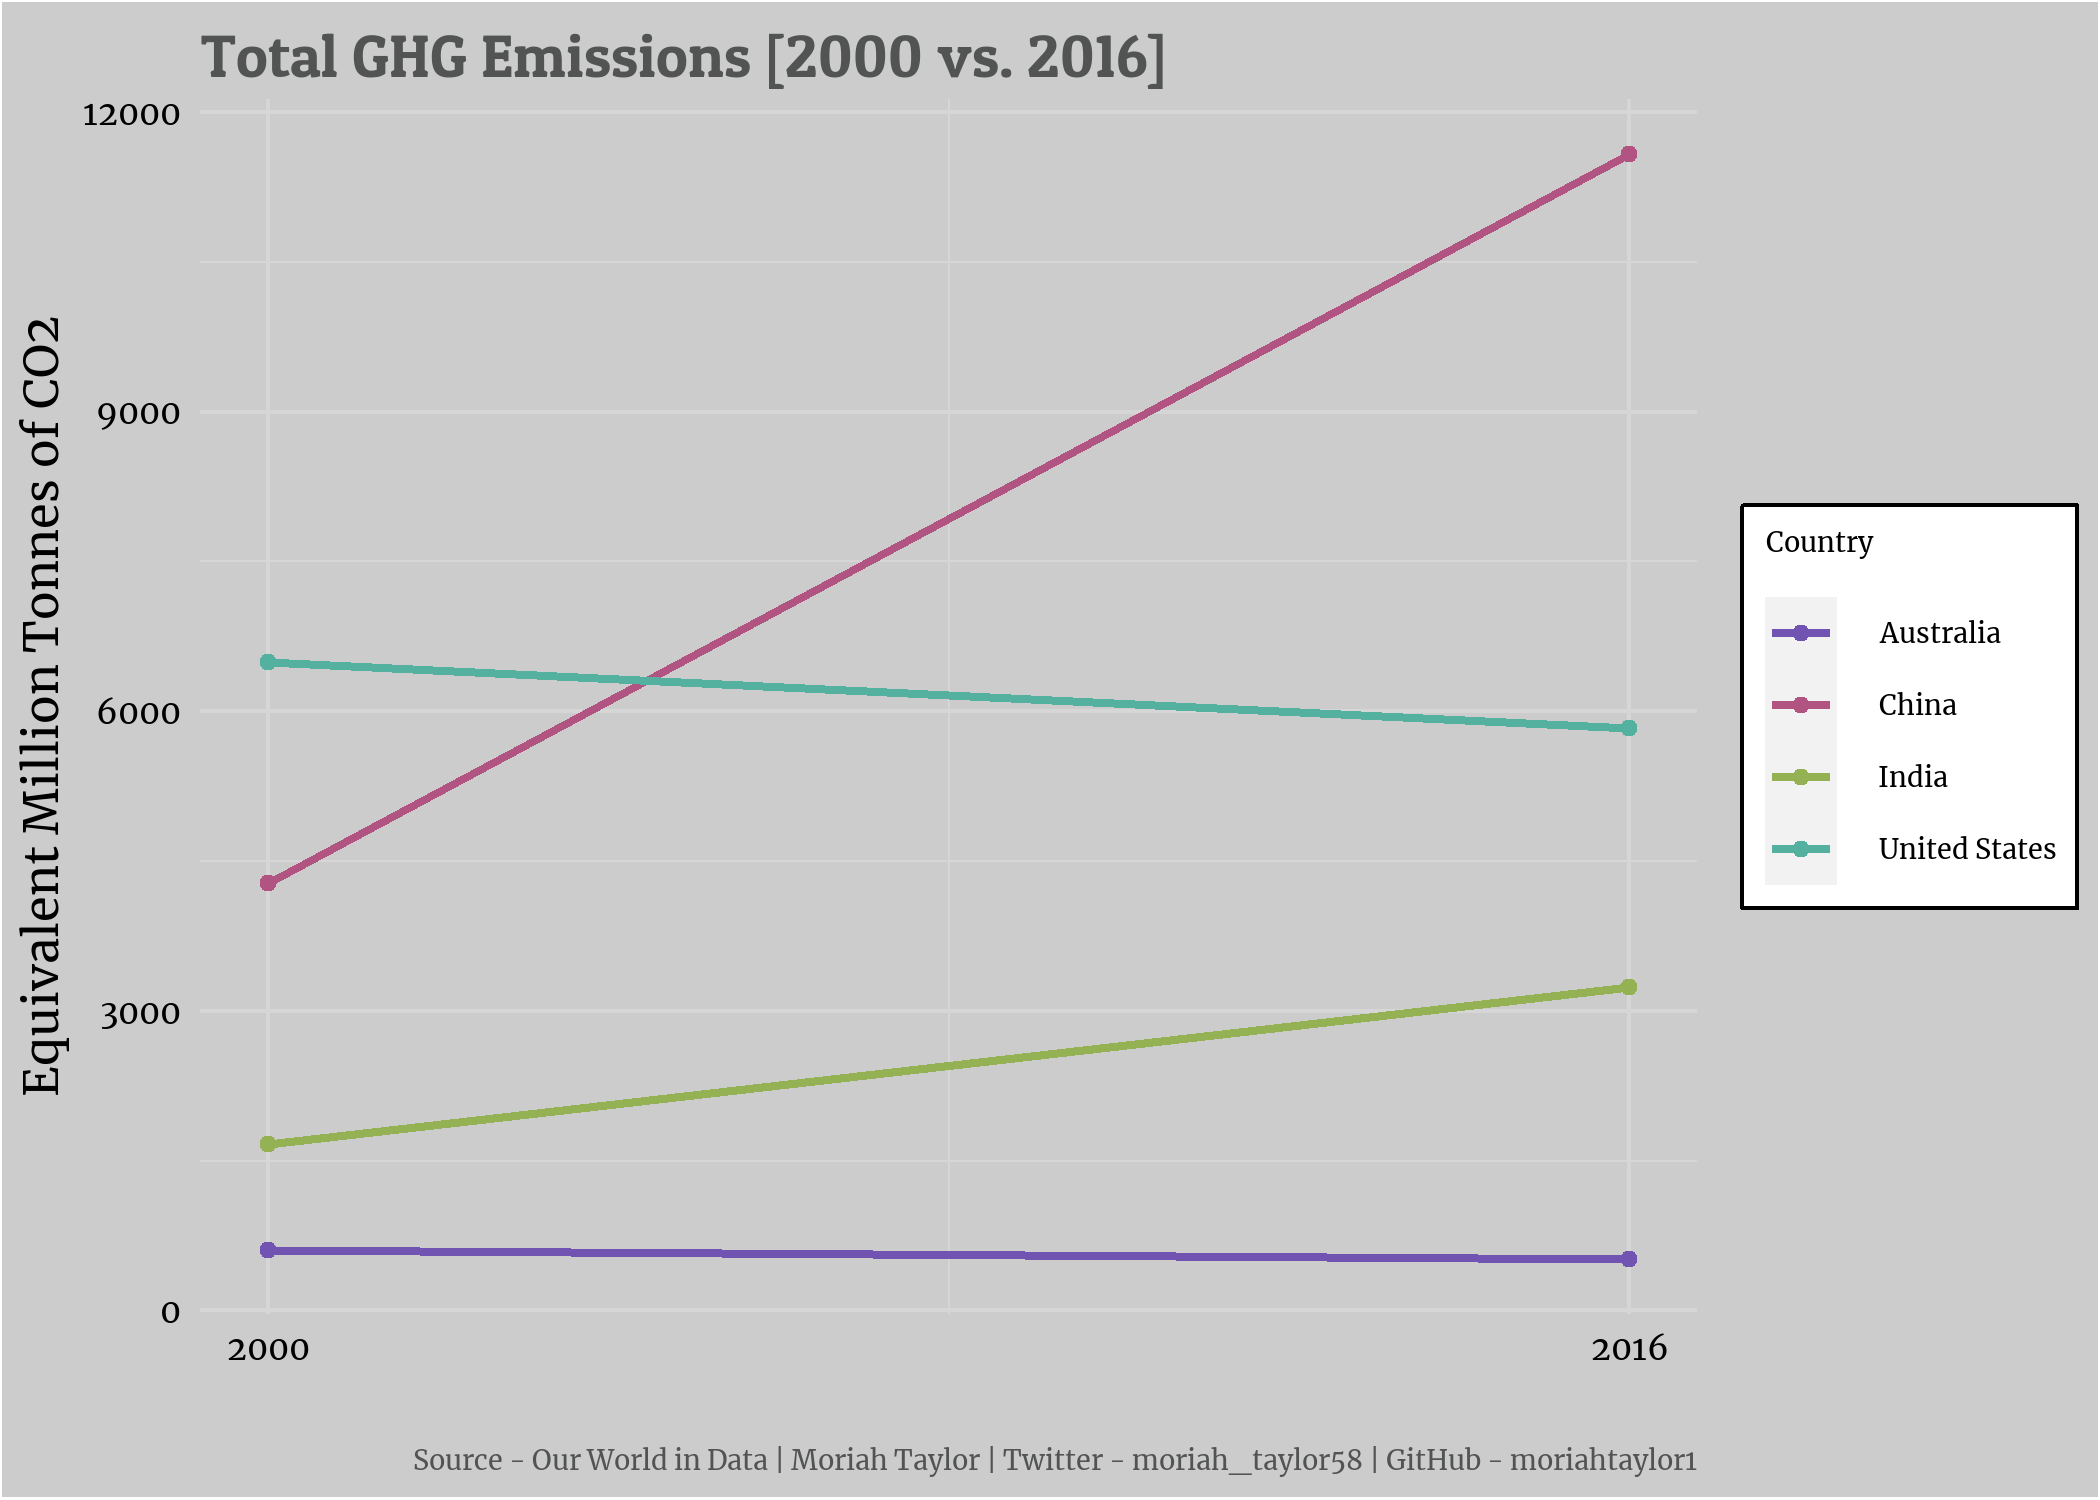 Total GHG Emissions [2000 vs. 2016]
Equivalent Million Tonnes of CO2
12000
9000
6000
3000
0
2000
2016
Country
Australia
China
India
United States
Source - Our World in Data | Moriah Taylor | Twitter - moriah_taylor58 | GitHub - moriahtaylor1